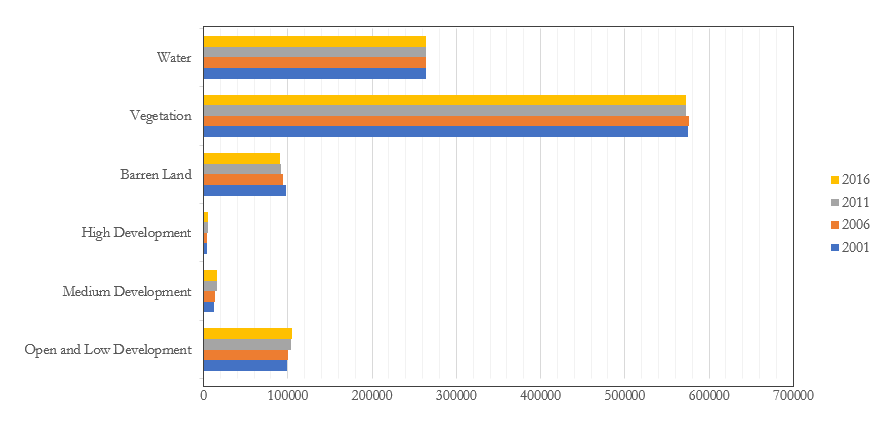 Water
Vegetation
Barren Land
High Development
Medium Development
Open and Low Development
0 100000 200000 300000 400000 500000 600000 700000
2016
2011
2006
2001